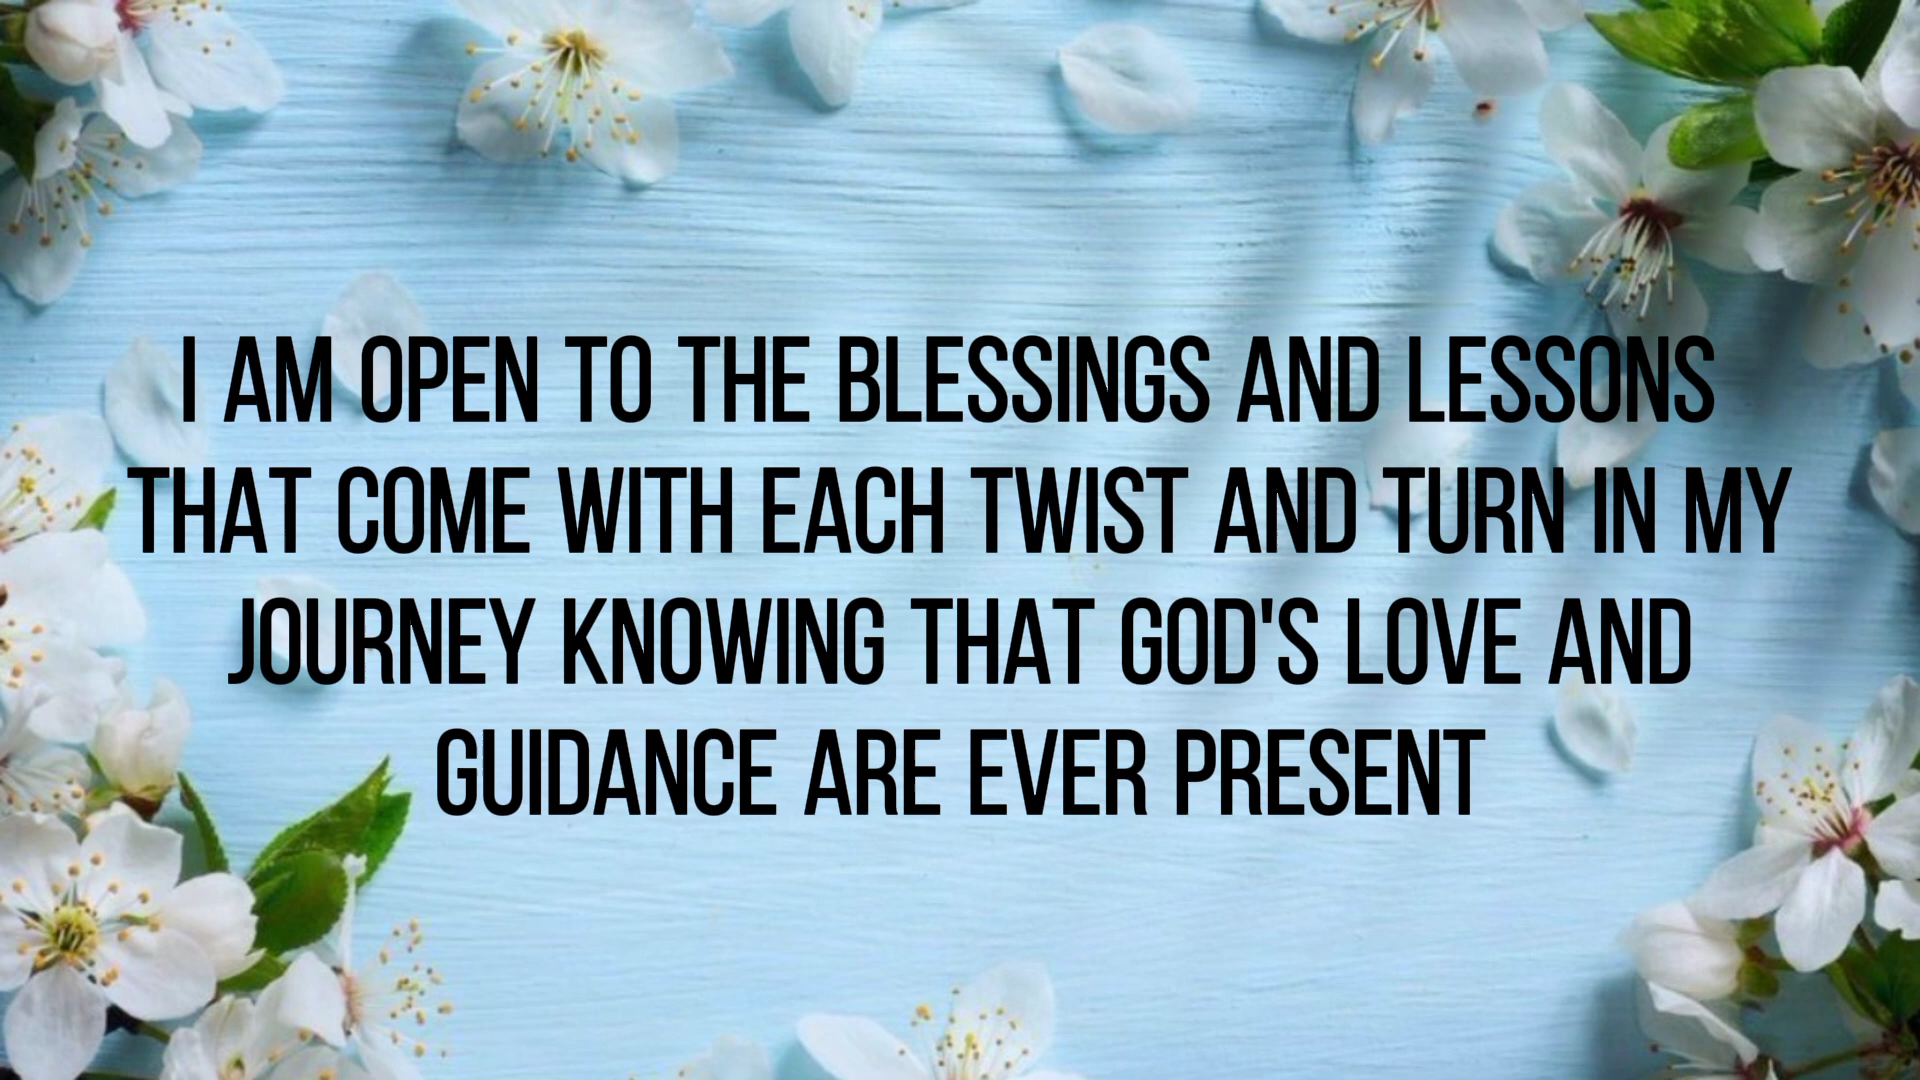 I AM OPEN TO THE BLESSINGS AND LESSONS
THAT COME WITH EACH TWIST AND TURN IN MY
JOURNEY KNOWING THAT GOD'S LOVE AND
GUIDANCE ARE EVER PRESENT